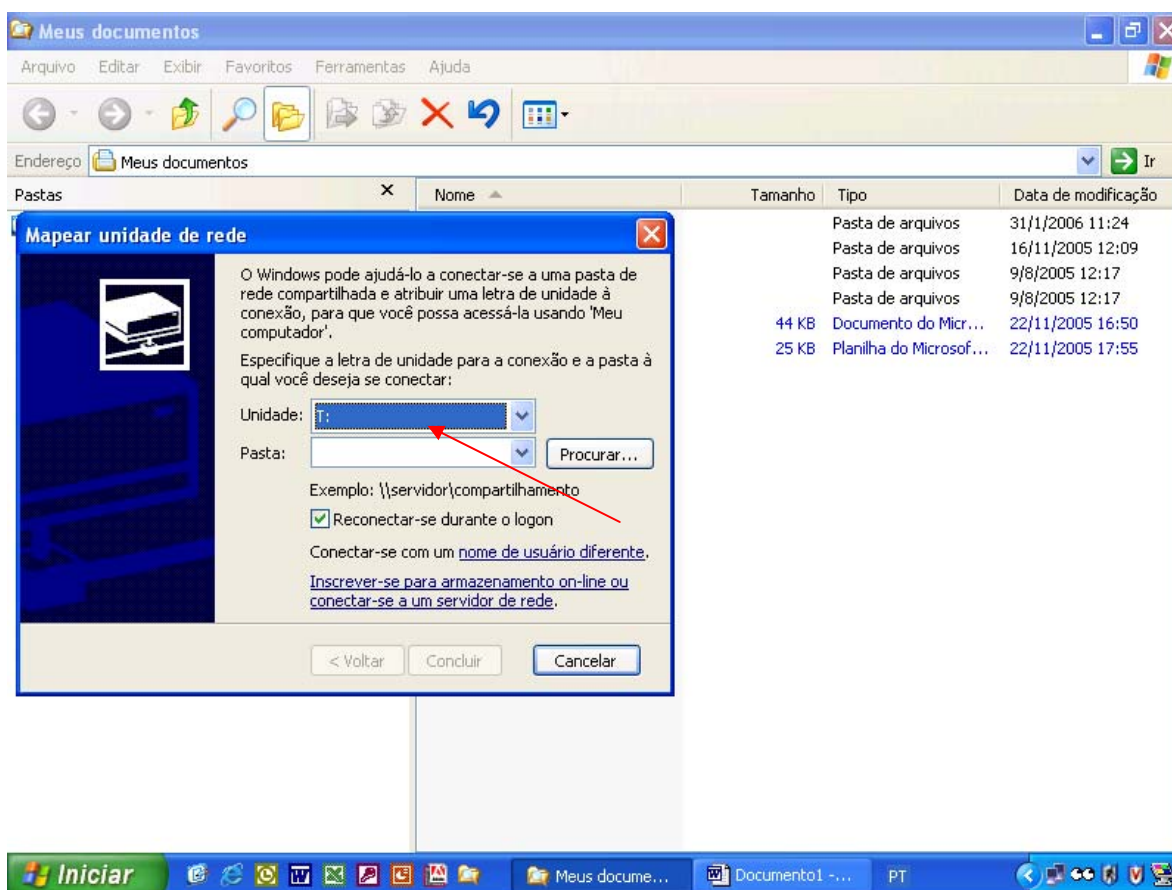 Meus documentos
Arquivo Editar Exibir Favoritos Ferramentas Ajuda
Endereço Meus documentos Ir
Pastas Nome Tamanho Tipo Data de modificação
Pasta de arquivos 31/1/2006 11:24
Pasta de arquivos 16/11/2005 12:09
Pasta de arquivos 9/8/2005 12:17
Pasta de arquivos 9/8/2005 12:17
44 KB Documento do Micr... 22/11/2005 16:50
25 KB Planilha do Microsof... 22/11/2005 17:55
Mapear unidade de rede
O Windows pode ajudá-lo a conectar-se a uma pasta de
rede compartilhada e atribuir uma letra de unidade à
conexão, para que você possa acessá-la usando 'Meu
computador'.
Especifique a letra de unidade para a conexão e a pasta à
qual você deseja se conectar:
Unidade: T:
Pasta: Procurar...
Exemplo: \\servidor\compartilhamento
Reconectar-se durante o logon
Conectar-se com um nome de usuário diferente.
Inscrever-se para armazenamento on-line ou
conectar-se a um servidor de rede.
< Voltar Concluir Cancelar
Iniciar Meus docume... Documento1 -... PT